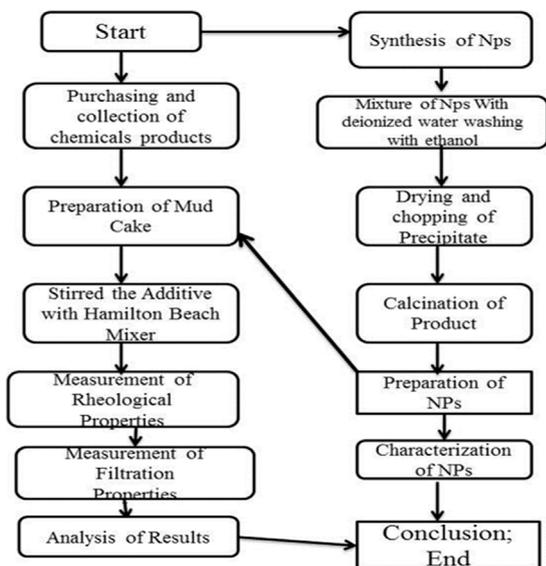 Start
Purchasing and
collection of
chemicals products
Preparation of Mud
Cake
Stirred the Additive
with Hamilton Beach
Mixer
Measurement of
Rheological
Properties
Measurement of
Filtration
Properties
Analysis of Results
Synthesis of Nps
Mixture of Nps With
deionized water washing
with ethanol
Drying and
chopping of
Precipitate
Calcination of
Product
Preparation of
NPs
Characterization
of NPs
Conclusion;
End